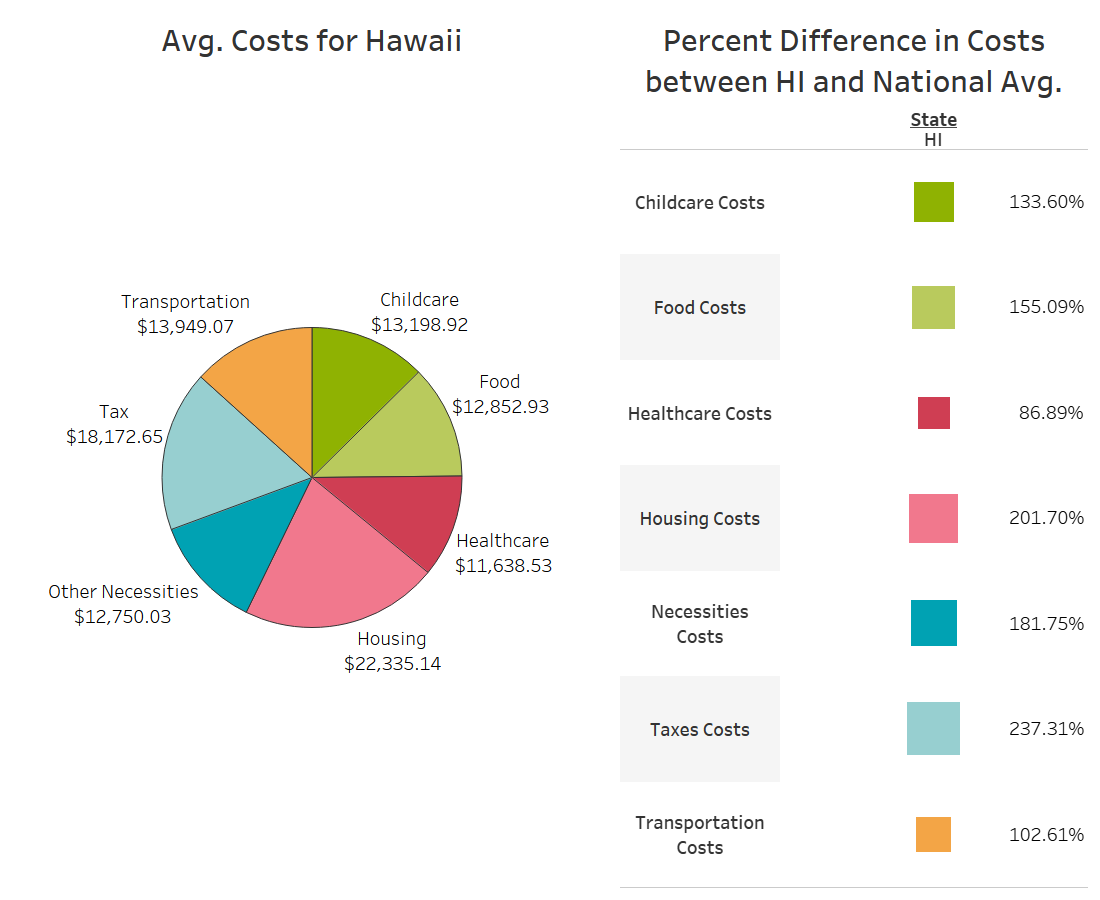 Avg. Costs for Hawaii
Transportation
$13,949.07
Childcare
$13,198.92
Food
$12,852.93
Tax
$18,172.65
Healthcare
$11,638.53
Other Necessities
$12,750.03
Housing
$22,335.14
Percent Difference in Costs
between HI and National Avg.
State
HI
Childcare Costs 133.60%
Food Costs 155.09%
Healthcare Costs 86.89%
Housing Costs 201.70%
Necessities
Costs 181.75%
Taxes Costs 237.31%
Transportation
Costs 102.61%